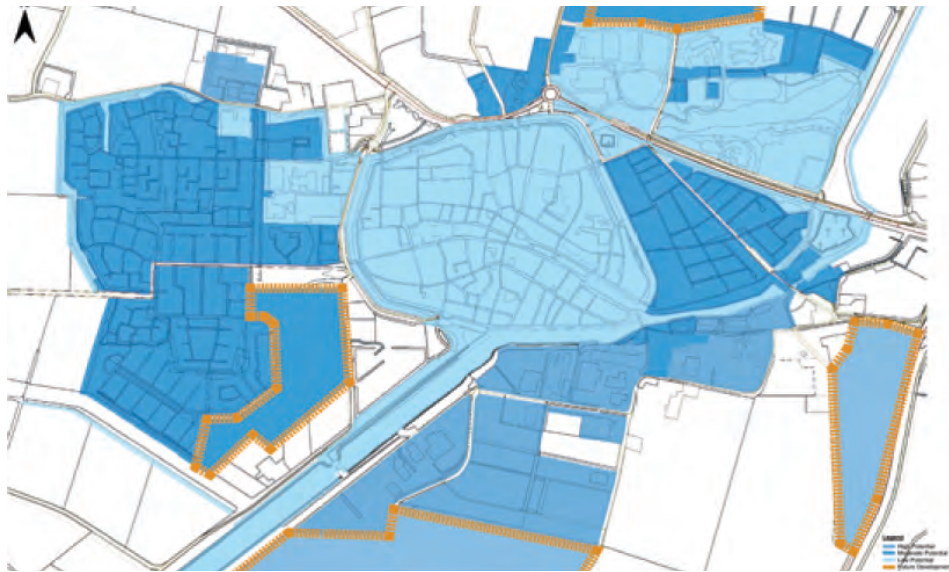 Legend
High Potential
Moderate Potential
Low Potential
Future Development